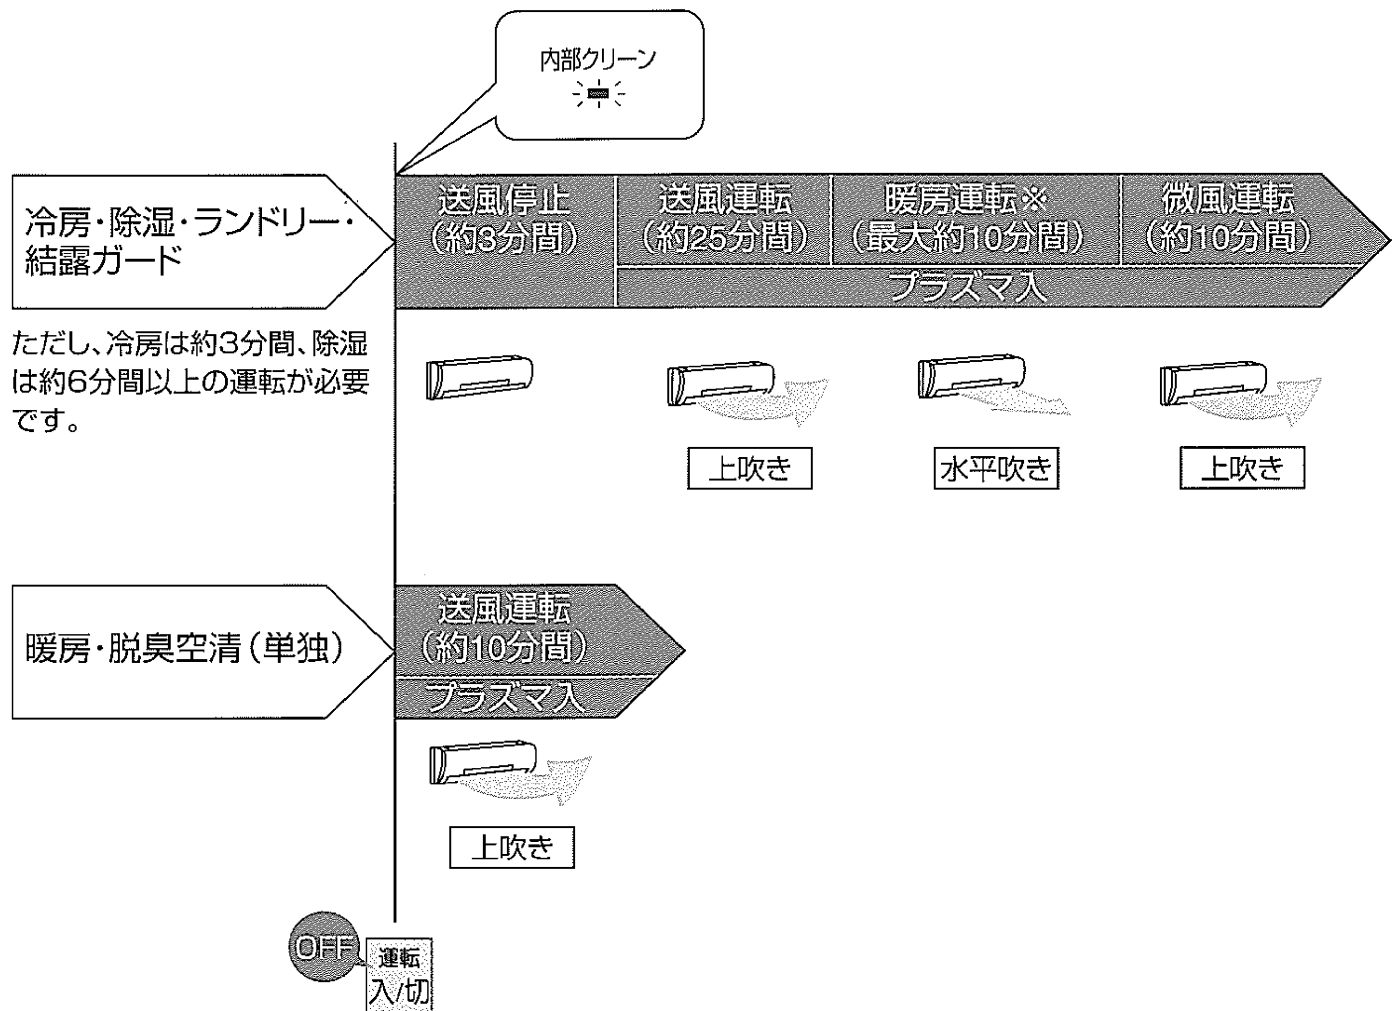 内部クリーン
冷房・除湿・ランドリー・
結露ガード
送風停止
(約3分間)
送風運転
(約25分間)
暖房運転※
(最大約10分間)
微風運転
(約10分間)
プラズマ入
ただし、冷房は約3分間、除湿
は約6分間以上の運転が必要
です。
上吹き
水平吹き
上吹き
暖房・脱臭空清(単独)
送風運転
(約10分間)
プラズマ入
上吹き
OFF
運転
入/切